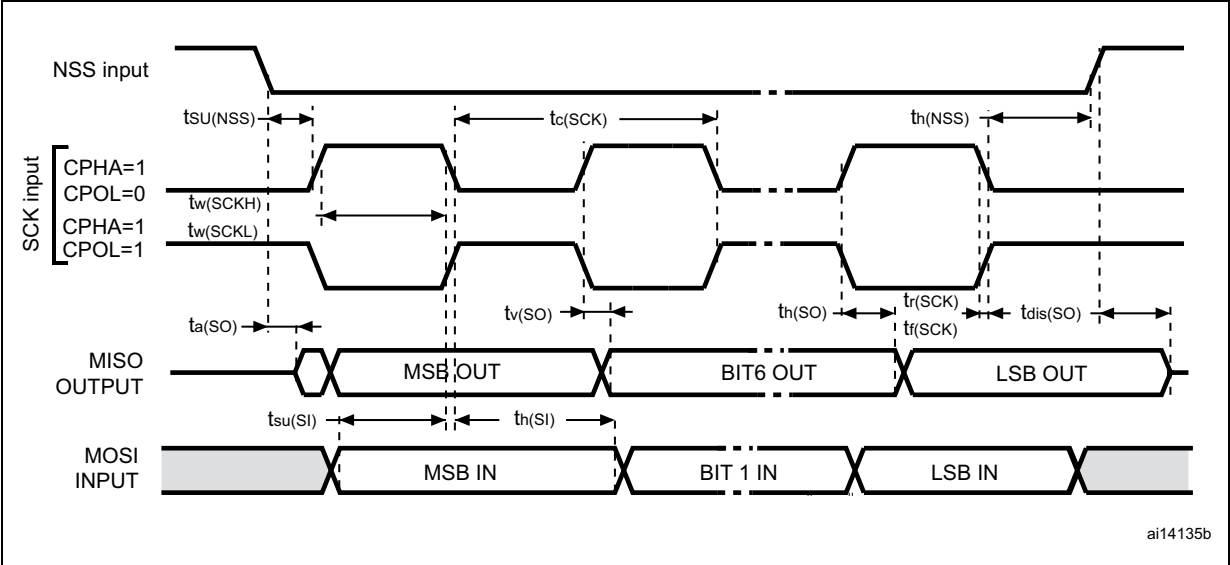 NSS input
tSU(NSS)
tc(SCK)
th(NSS)
SCK input
CPHA=1
CPOL=0
tw(SCKH)
CPHA=1
tw(SCKL)
CPOL=1
ta(SO)
tv(SO)
th(SO)
tr(SCK)
tf(SCK)
tdis(SO)
MISO
OUTPUT
MSB OUT
BIT6 OUT
LSB OUT
tsu(SI)
th(SI)
MOSI
INPUT
MSB IN
BIT 1 IN
LSB IN
ai14135b